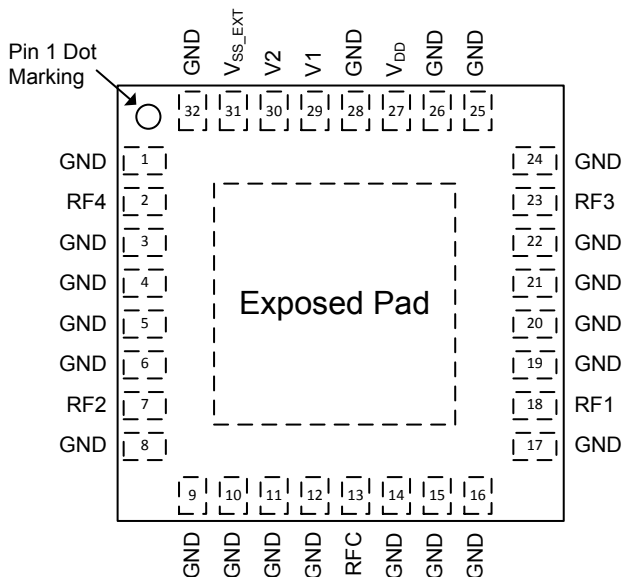 Pin 1 Dot
Marking
GND
VSS_EXT
V2
V1
GND
VDD
GND
GND
32
31
30
29
28
27
26
25
GND 1
RF4 2
GND 3
GND 4
GND 5
GND 6
RF2 7
GND 8
24 GND
23 RF3
22 GND
21 GND
20 GND
19 GND
18 RF1
17 GND
Exposed Pad
9
10
11
12
13
14
15
16
GND
GND
GND
GND
RFC
GND
GND
GND